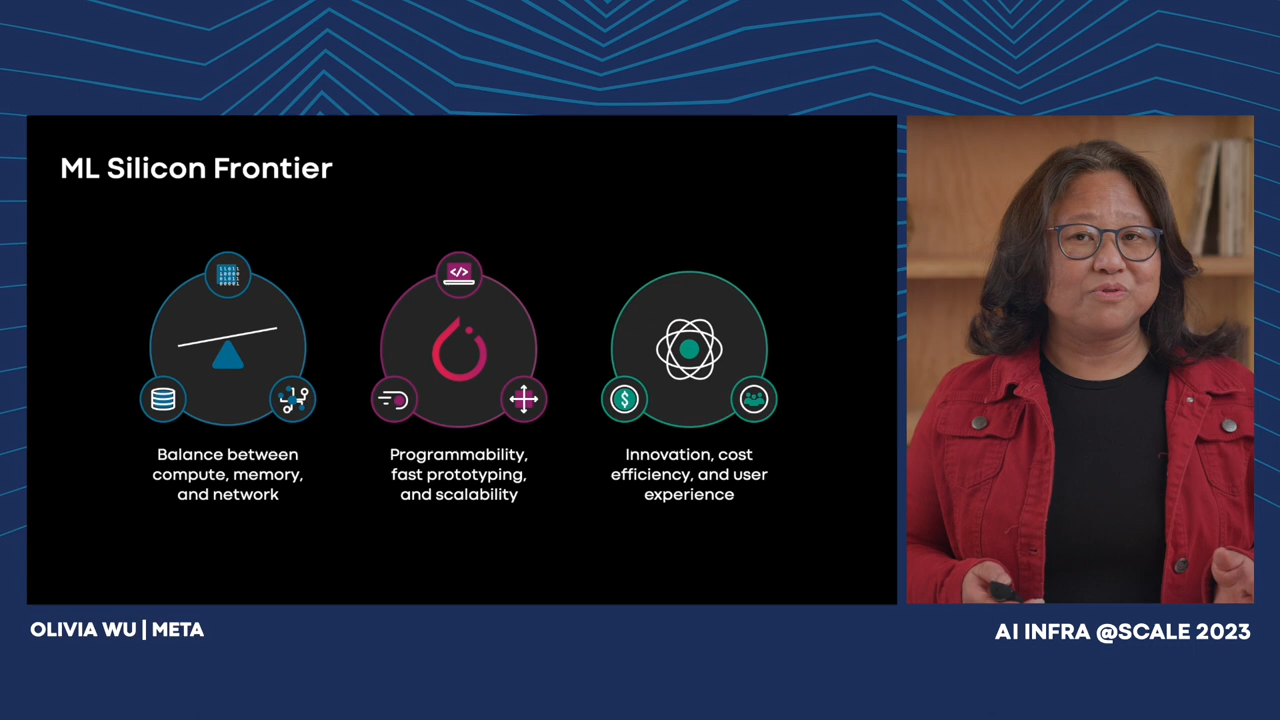 ML Silicon Frontier
Balance between
compute, memory,
and network
Programmability,
fast prototyping,
and scalability
Innovation, cost
efficiency, and user
experience
OLIVIA WU | META
AI INFRA @SCALE 2023